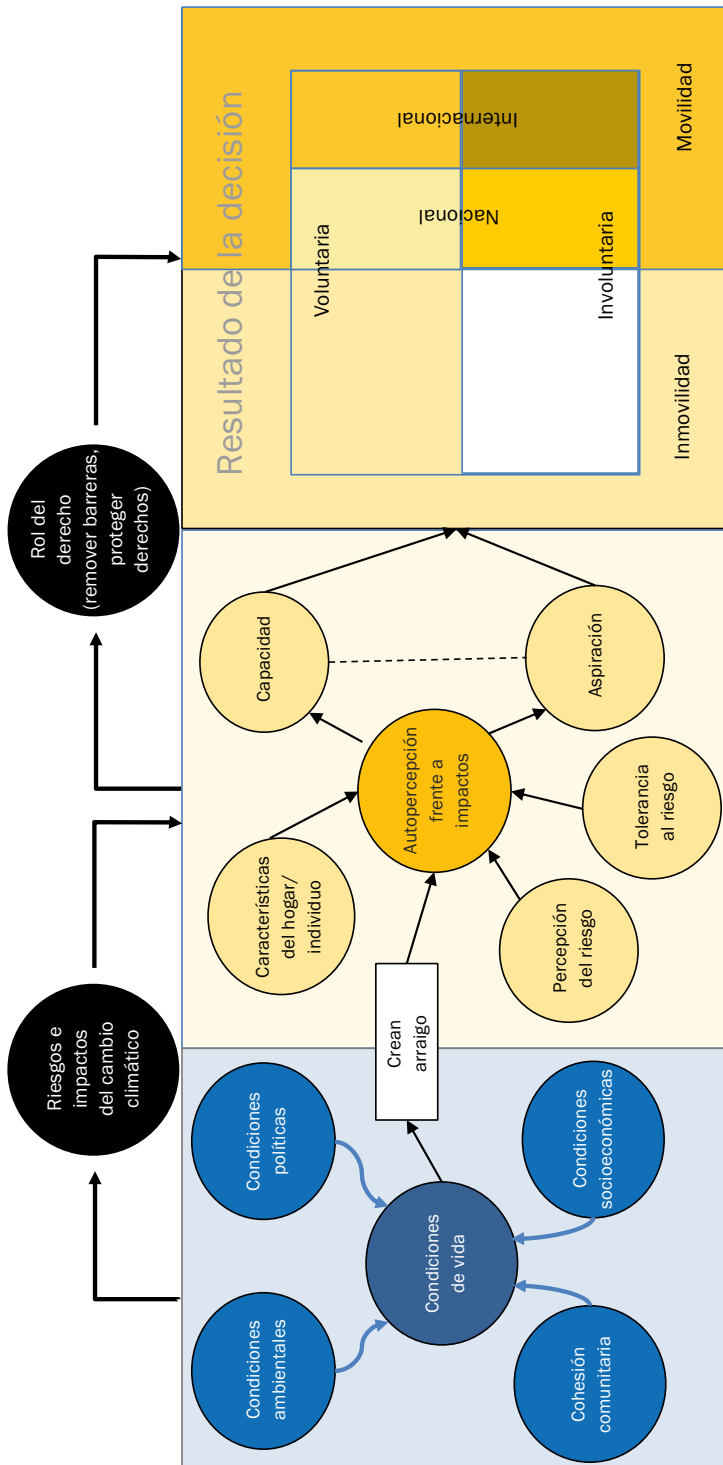 Riesgos e
impactos
del cambio
climático
Rol del
derecho
(remover barreras,
proteger
derechos)
Condiciones
ambientales
Condiciones
políticas
Condiciones
de vida
Cohesión
comunitaria
Condiciones
socioeconómicas
Crean
arraigo
Características
del hogar/
individuo
Autopercepción
frente a
impactos
Percepción
del riesgo
Tolerancia
al riesgo
Capacidad
Aspiración
Resultado de la decisión
Voluntaria
Nacional
Internacional
Involuntaria
Inmovilidad
Movilidad